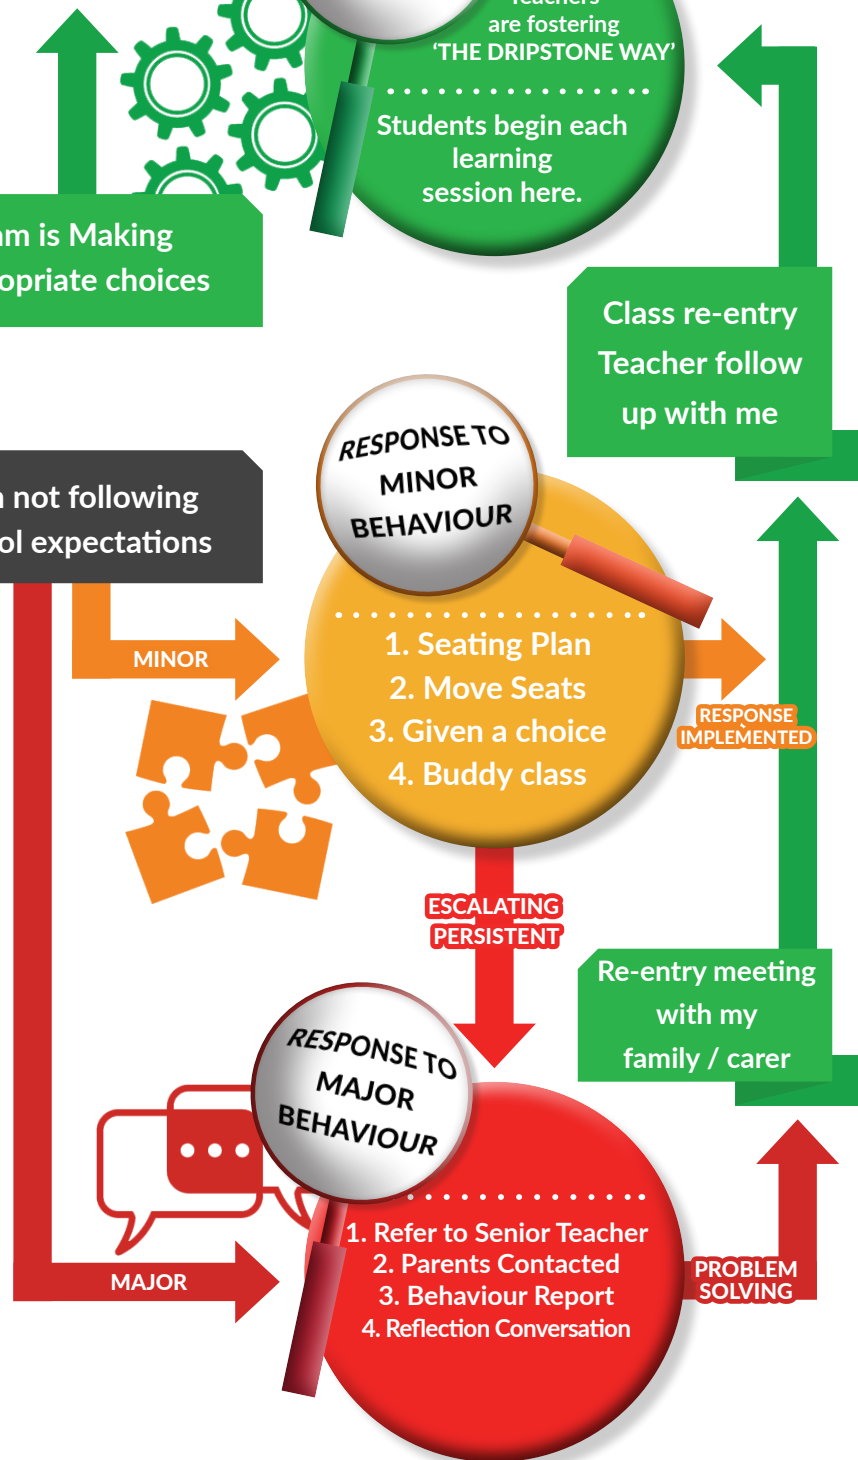 Teachers
are fostering
‘THE DRIPSTONE WAY’
Students begin each
learning
session here.
is Making
choices
Class re-entry
Teacher follow
up with me
not following
expectations
RESPONSE TO
MINOR
BEHAVIOUR
MINOR
1. Seating Plan
2. Move Seats
3. Given a choice
4. Buddy class
RESPONSE
IMPLEMENTED
ESCALATING
PERSISTENT
Re-entry meeting
with my
family / carer
RESPONSE TO
MAJOR
BEHAVIOUR
MAJOR
1. Refer to Senior Teacher
2. Parents Contacted
3. Behaviour Report
4. Reflection Conversation
PROBLEM
SOLVING